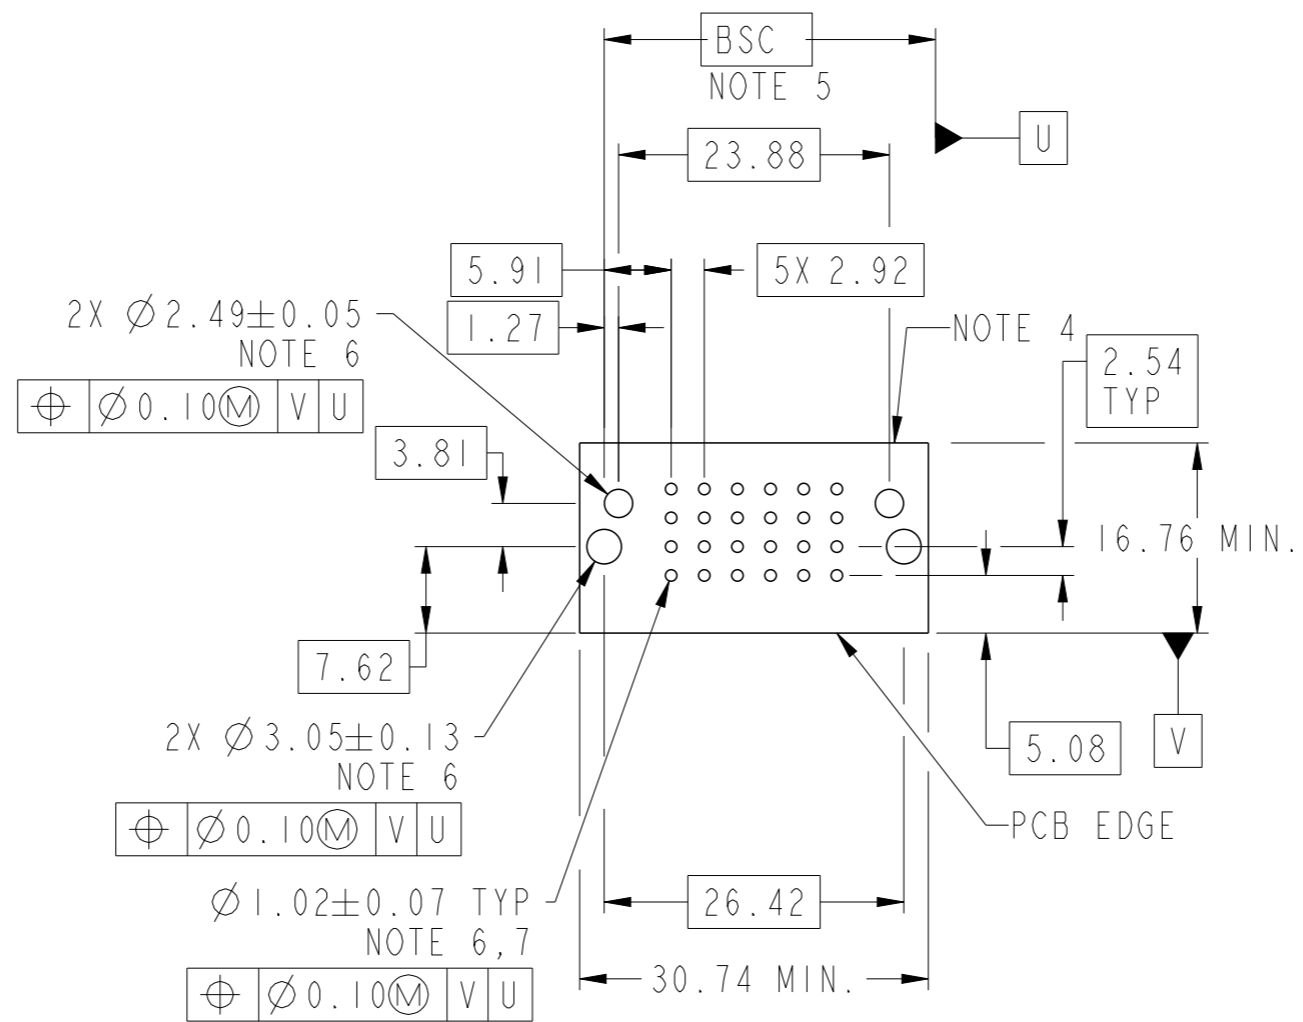 BSC
NOTE 5
U
23.88
5.91
5X 2.92
2X ⌀2.49±0.05
NOTE 6
⌖ ⌀0.10Ⓜ V U
1.27
NOTE 4
2.54
TYP
3.81
16.76 MIN.
7.62
2X ⌀3.05±0.13
NOTE 6
⌖ ⌀0.10Ⓜ V U
5.08
V
PCB EDGE
⌀1.02±0.07 TYP
NOTE 6,7
⌖ ⌀0.10Ⓜ V U
26.42
30.74 MIN.